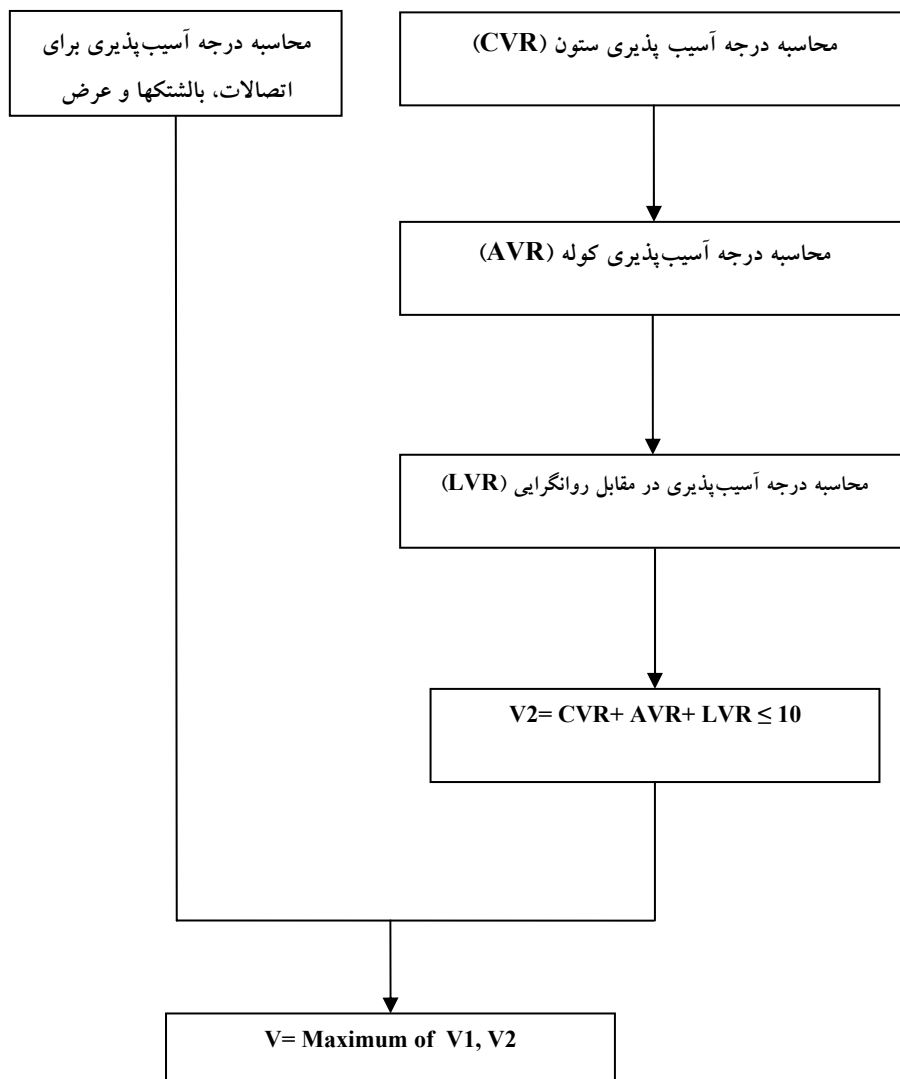 محاسبه درجه آسیب‌پذیری برای
اتصالات، بالشتکها و عرض
محاسبه درجه آسیب پذیری ستون (CVR)
محاسبه درجه آسیب‌پذیری کوله (AVR)
محاسبه درجه آسیب‌پذیری در مقابل روانگرایی (LVR)
V2= CVR+ AVR+ LVR ≤ 10
V= Maximum of V1, V2